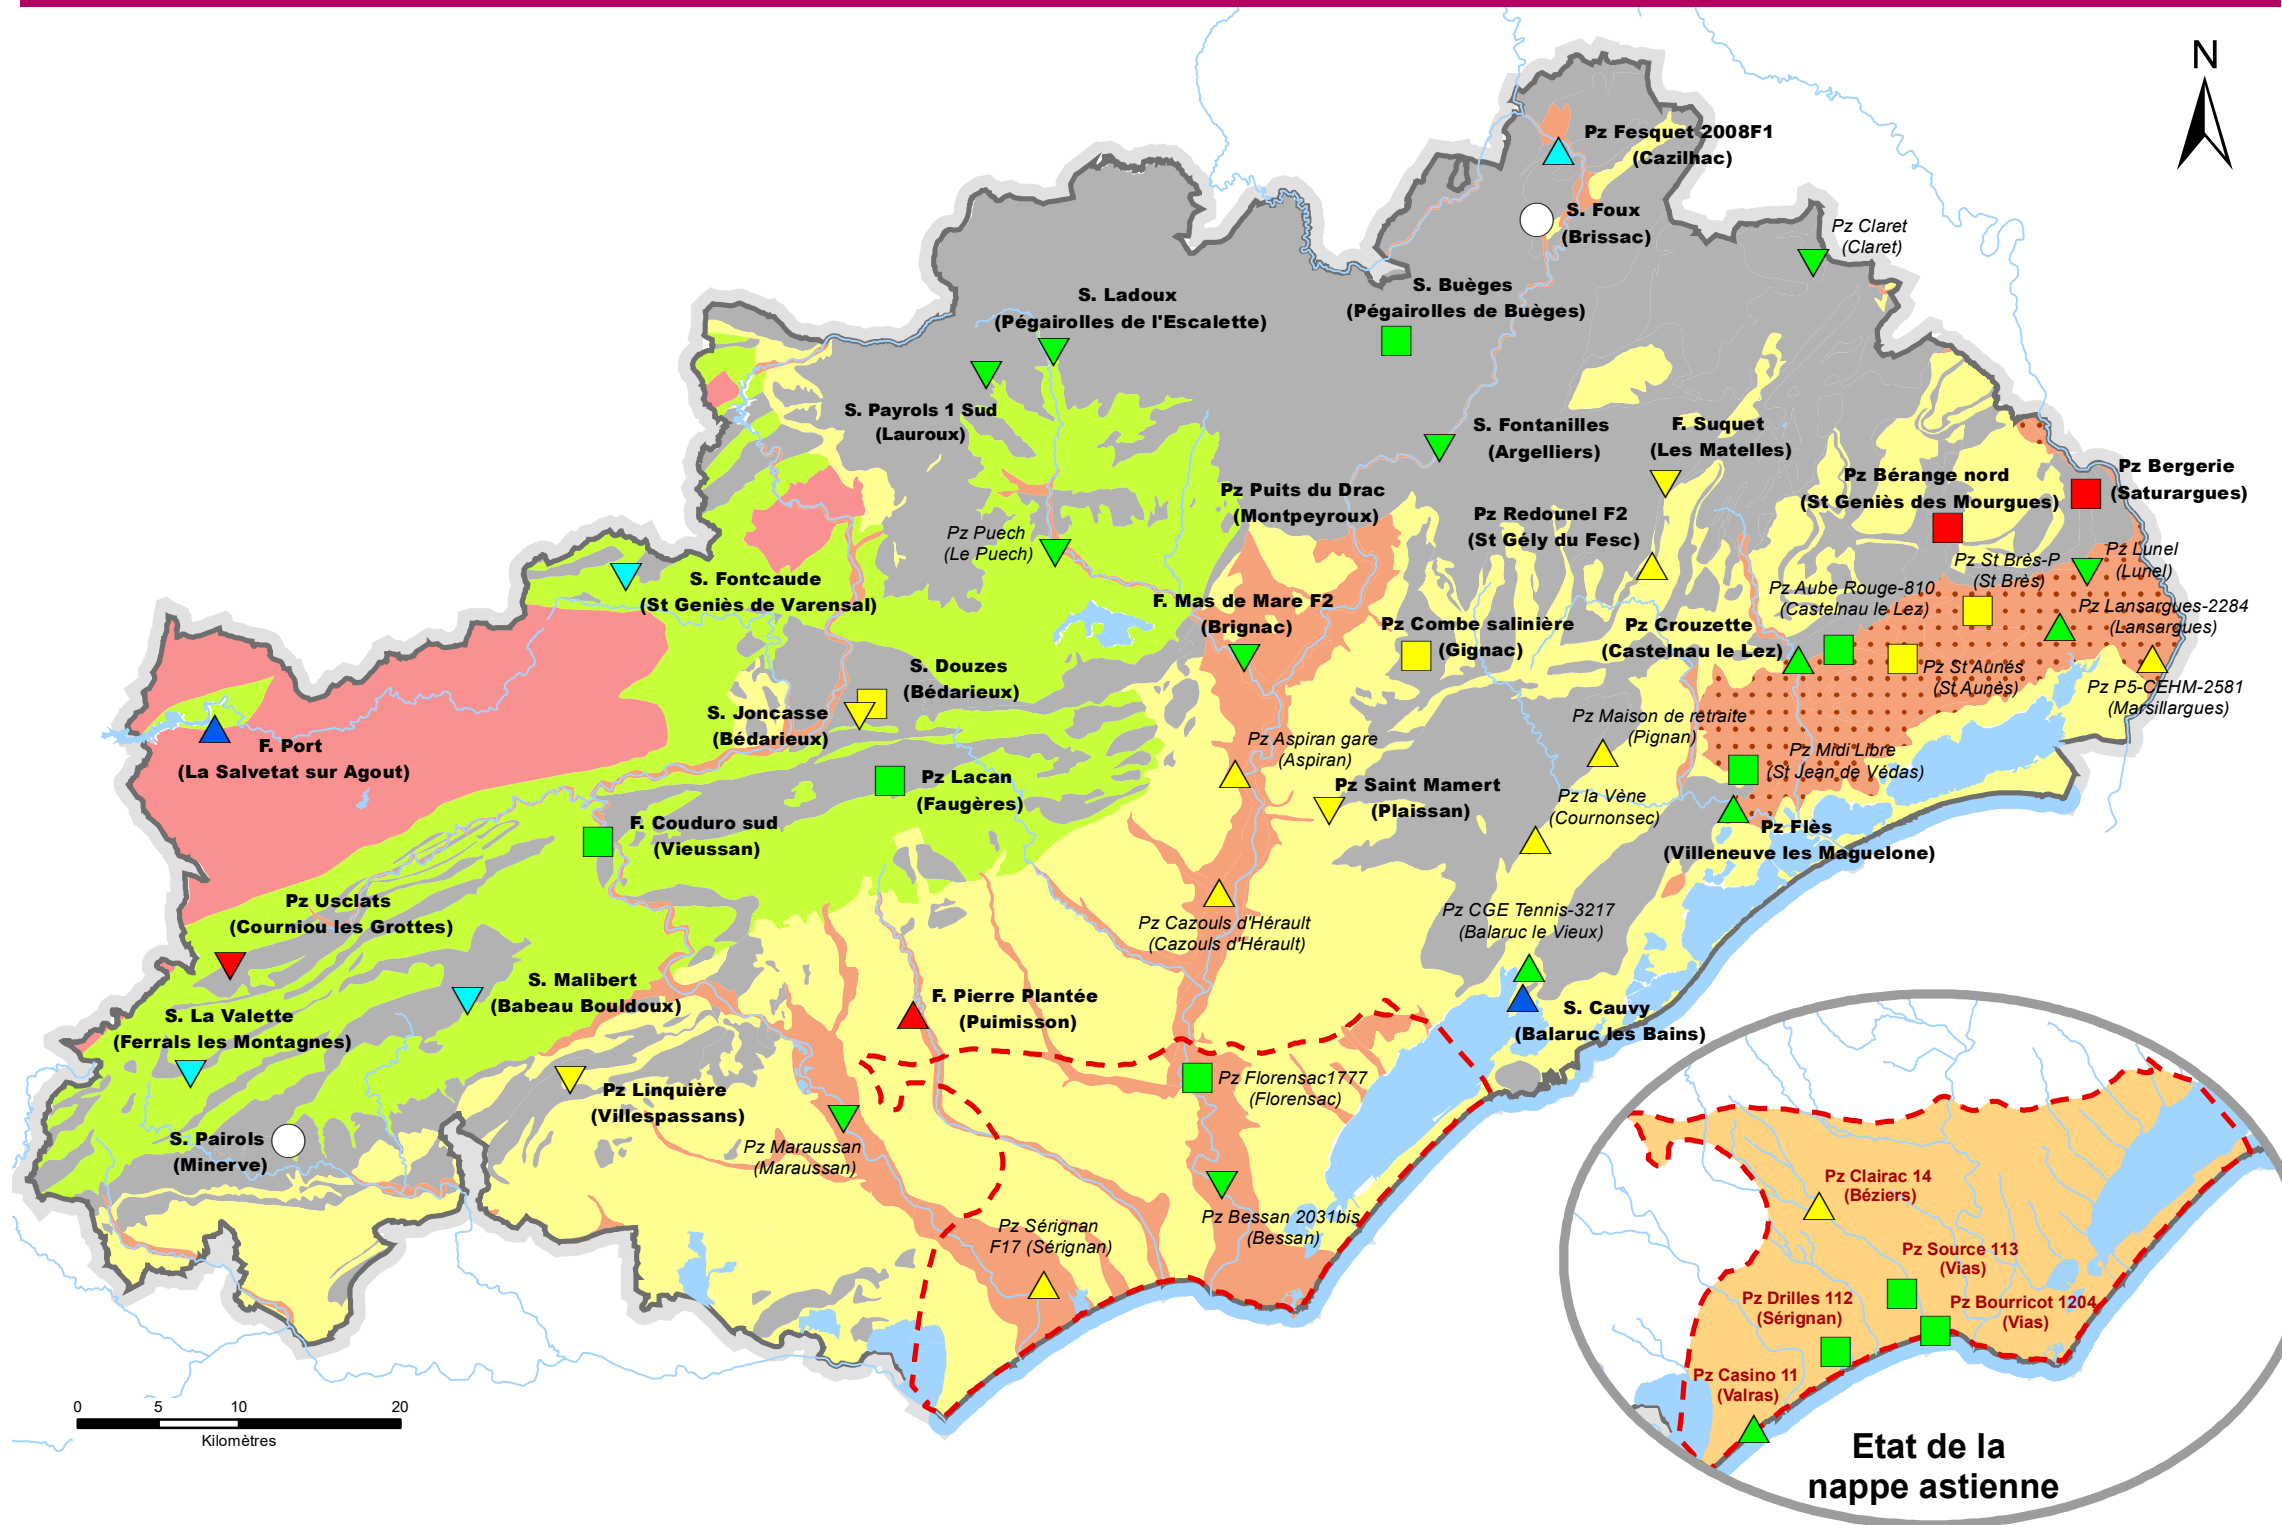 N
Pz Fesquet 2008F1
(Cazilhac)
S. Foux
(Brissac)
Pz Claret
(Claret)
S. Buèges
(Pégairolles de Buèges)
S. Ladoux
(Pégairolles de l'Escalette)
S. Payrols 1 Sud
(Lauroux)
S. Fontanilles
(Argelliers)
F. Suquet
(Les Matelles)
Pz Bérange nord
(St Geniès des Mourgues)
Pz Bergerie
(Saturargues)
Pz Puits du Drac
(Montpeyroux)
Pz Redounel F2
(St Gély du Fesc)
Pz Puech
(Le Puech)
Pz St Brès-P
(St Brès)
Pz Lunel
(Lunel)
S. Fontcaude
(St Geniès de Varensal)
Pz Aube Rouge-810
(Castelnau le Lez)
F. Mas de Mare F2
(Brignac)
Pz Combe salinière
(Gignac)
Pz Crouzette
(Castelnau le Lez)
Pz Lansargues-2284
(Lansargues)
S. Douzes
(Bédarieux)
Pz St Aunés
(St Aunès)
Pz P5-CEHM-2581
(Marsillargues)
S. Joncasse
(Bédarieux)
Pz Maison de retraite
(Pignan)
F. Port
(La Salvetat sur Agout)
Pz Aspiran gare
(Aspiran)
Pz Midi Libre
(St Jean de Védas)
Pz Lacan
(Faugères)
Pz Saint Mamert
(Plaissan)
Pz la Vène
(Cournonsec)
F. Couduro sud
(Vieussan)
Pz Flès
(Villeneuve les Maguelone)
Pz Usclats
(Courniou les Grottes)
Pz Cazouls d'Hérault
(Cazouls d'Hérault)
Pz CGE Tennis-3217
(Balaruc le Vieux)
S. Malibert
(Babeau Bouldoux)
F. Pierre Plantée
(Puimisson)
S. Cauvy
(Balaruc les Bains)
S. La Valette
(Ferrals les Montagnes)
Pz Linquière
(Villespassans)
Pz Florensac1777
(Florensac)
S. Pairols
(Minerve)
Pz Maraussan
(Maraussan)
Pz Sérignan
F17 (Sérignan)
Pz Bessan 2031bis
(Bessan)
Pz Clairac 14
(Béziers)
Pz Source 113
(Vias)
Pz Drilles 112
(Sérignan)
Pz Bourricot 1204
(Vias)
Pz Casino 11
(Valras)
Etat de la
nappe astienne
0 5 10 20
Kilomètres